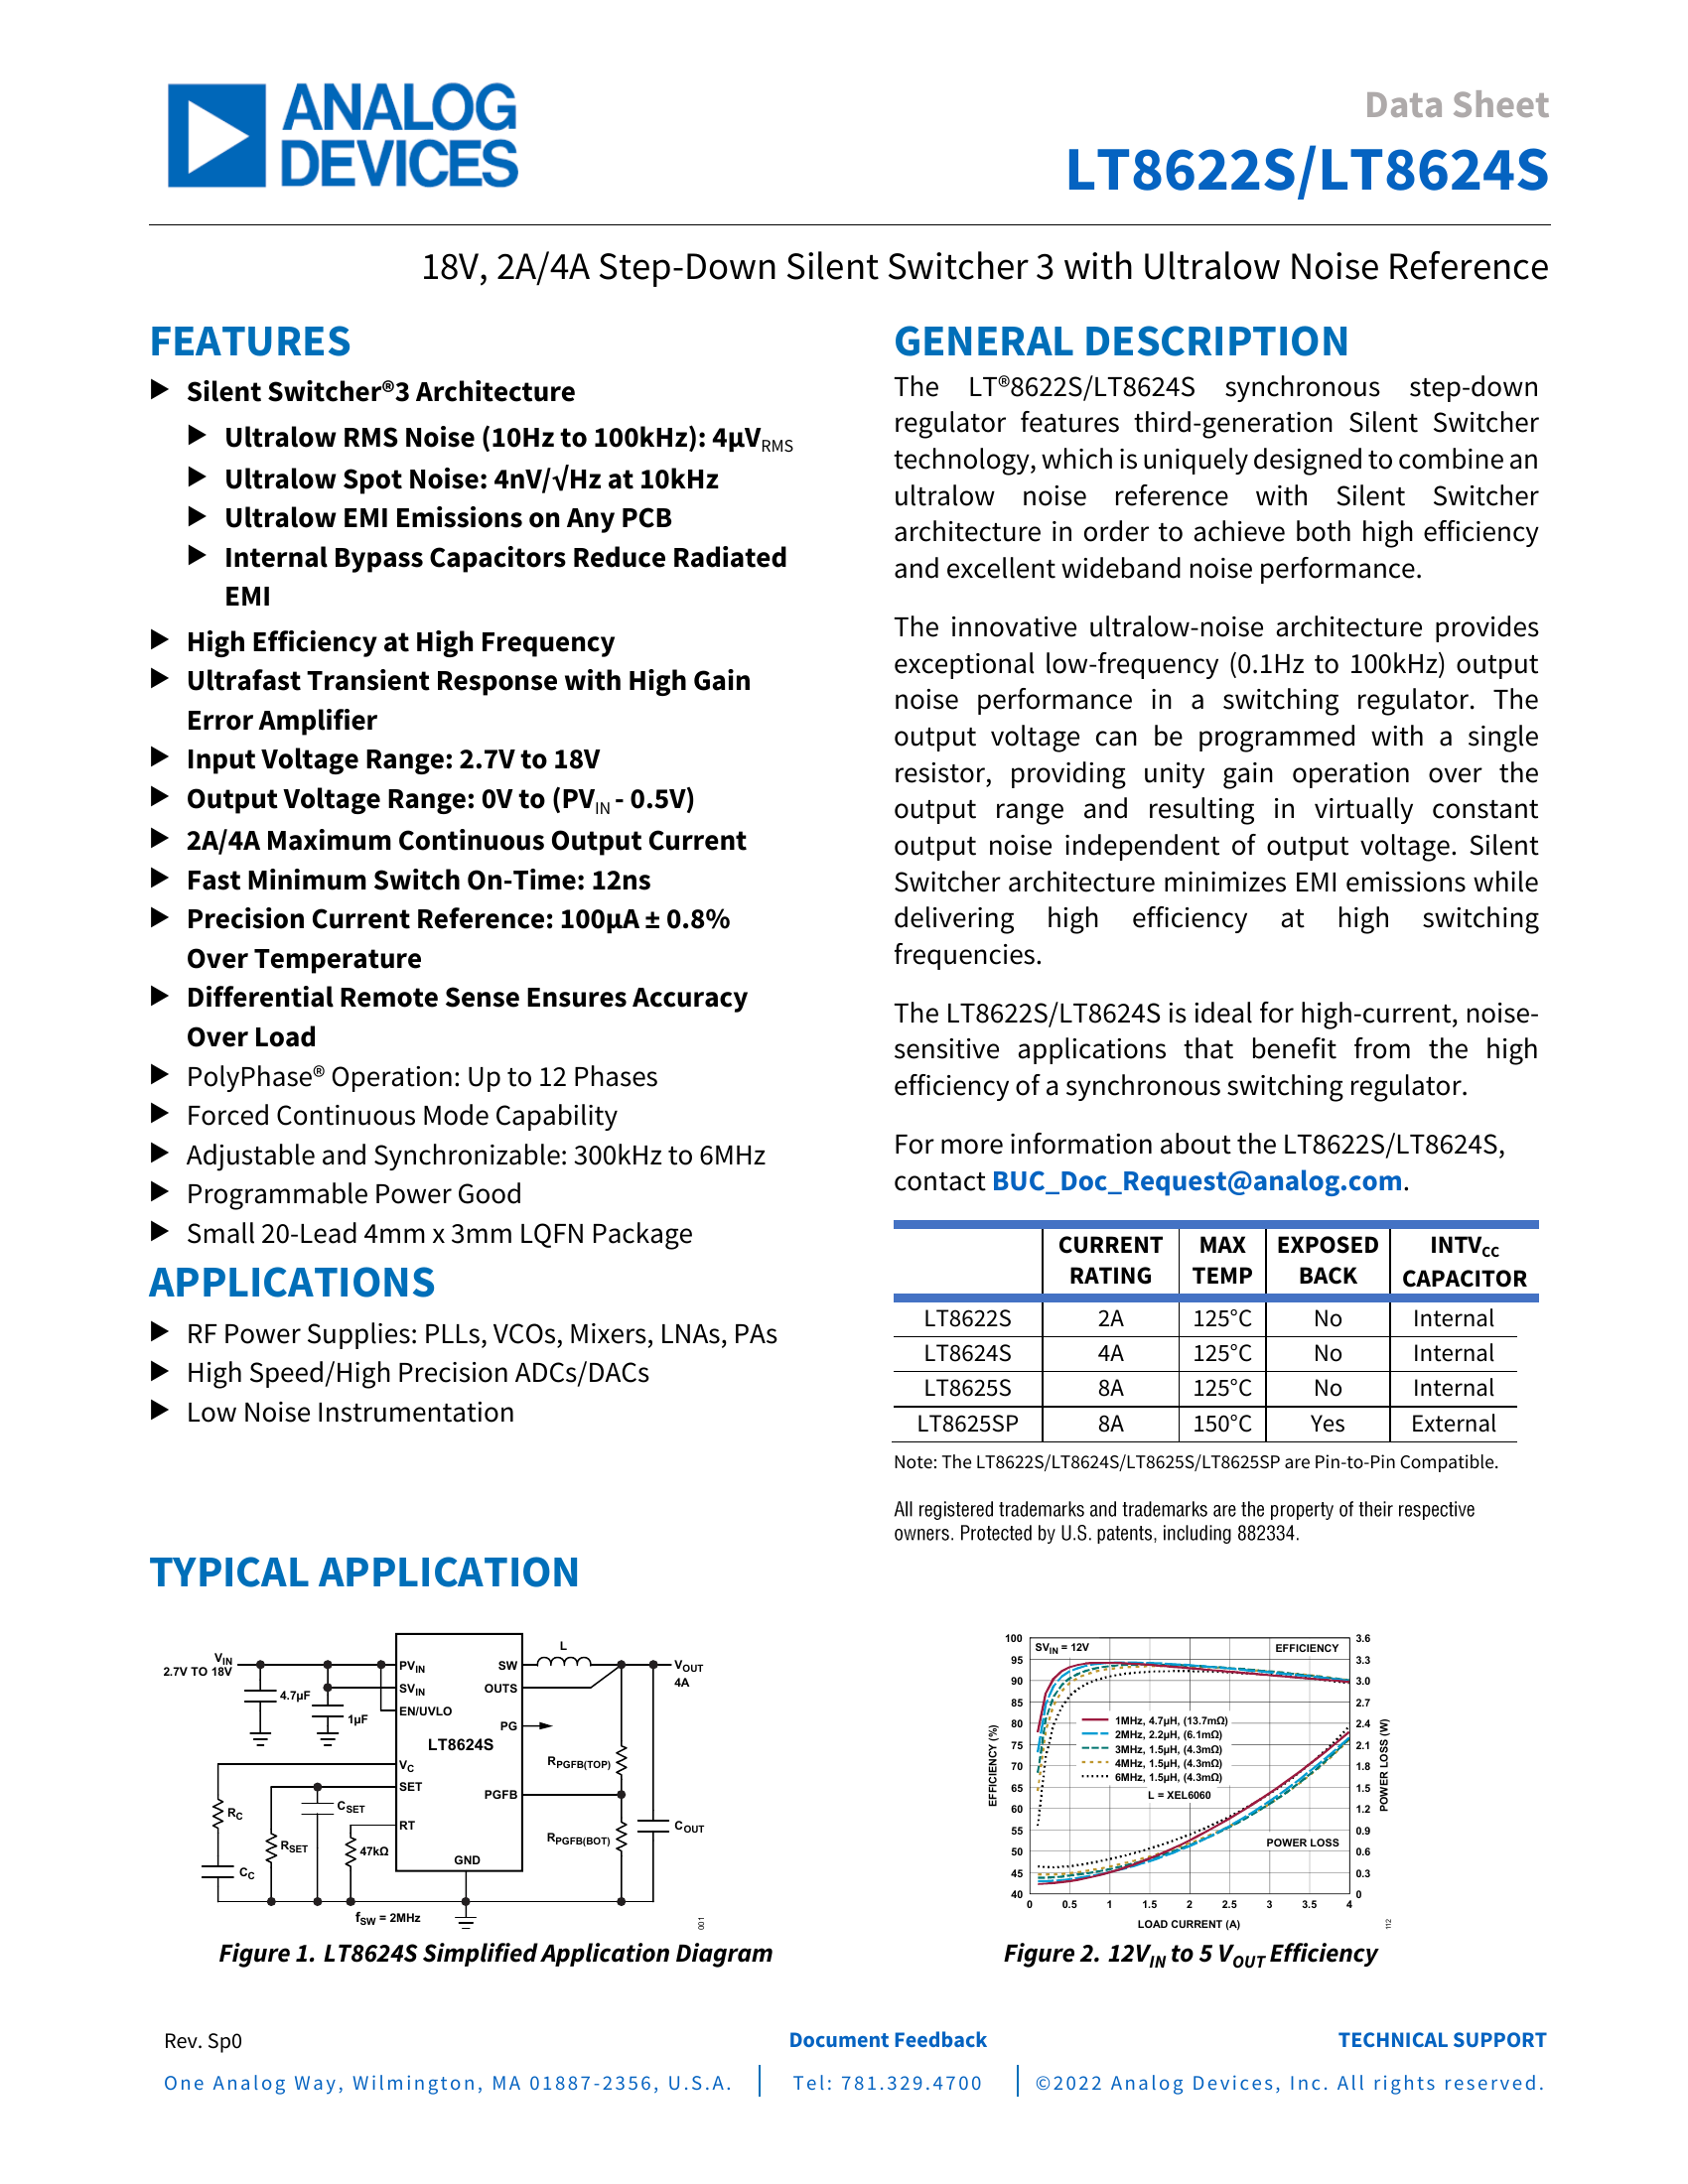 ANALOG
DEVICES
Data Sheet
LT8622S/LT8624S
18V, 2A/4A Step-Down Silent Switcher 3 with Ultralow Noise Reference
FEATURES
▶ Silent Switcher®3 Architecture
▶ Ultralow RMS Noise (10Hz to 100kHz): 4µVRMS
▶ Ultralow Spot Noise: 4nV/√Hz at 10kHz
▶ Ultralow EMI Emissions on Any PCB
▶ Internal Bypass Capacitors Reduce Radiated
EMI
▶ High Efficiency at High Frequency
▶ Ultrafast Transient Response with High Gain
Error Amplifier
▶ Input Voltage Range: 2.7V to 18V
▶ Output Voltage Range: 0V to (PVIN - 0.5V)
▶ 2A/4A Maximum Continuous Output Current
▶ Fast Minimum Switch On-Time: 12ns
▶ Precision Current Reference: 100µA ± 0.8%
Over Temperature
▶ Differential Remote Sense Ensures Accuracy
Over Load
▶ PolyPhase® Operation: Up to 12 Phases
▶ Forced Continuous Mode Capability
▶ Adjustable and Synchronizable: 300kHz to 6MHz
▶ Programmable Power Good
▶ Small 20-Lead 4mm x 3mm LQFN Package
APPLICATIONS
▶ RF Power Supplies: PLLs, VCOs, Mixers, LNAs, PAs
▶ High Speed/High Precision ADCs/DACs
▶ Low Noise Instrumentation
GENERAL DESCRIPTION
The LT®8622S/LT8624S synchronous step-down
regulator features third-generation Silent Switcher
technology, which is uniquely designed to combine an
ultralow noise reference with Silent Switcher
architecture in order to achieve both high efficiency
and excellent wideband noise performance.
The innovative ultralow-noise architecture provides
exceptional low-frequency (0.1Hz to 100kHz) output
noise performance in a switching regulator. The
output voltage can be programmed with a single
resistor, providing unity gain operation over the
output range and resulting in virtually constant
output noise independent of output voltage. Silent
Switcher architecture minimizes EMI emissions while
delivering high efficiency at high switching
frequencies.
The LT8622S/LT8624S is ideal for high-current, noise-
sensitive applications that benefit from the high
efficiency of a synchronous switching regulator.
For more information about the LT8622S/LT8624S,
contact BUC_Doc_Request@analog.com.
CURRENT RATING MAX TEMP EXPOSED BACK INTVCC CAPACITOR
LT8622S 2A 125°C No Internal
LT8624S 4A 125°C No Internal
LT8625S 8A 125°C No Internal
LT8625SP 8A 150°C Yes External
Note: The LT8622S/LT8624S/LT8625S/LT8625SP are Pin-to-Pin Compatible.
All registered trademarks and trademarks are the property of their respective
owners. Protected by U.S. patents, including 882334.
TYPICAL APPLICATION
VIN
2.7V TO 18V
4.7µF
1µF
PVIN
SVIN
EN/UVLO
LT8624S
VC
SET
RT
GND
SW
OUTS
PG
PGFB
L
VOUT
4A
RPGFB(TOP)
RPGFB(BOT)
COUT
RC
CC
RSET
CSET
47kΩ
fSW = 2MHz
001
Figure 1. LT8624S Simplified Application Diagram
SVIN = 12V
EFFICIENCY
1MHz, 4.7µH, (13.7mΩ)
2MHz, 2.2µH, (6.1mΩ)
3MHz, 1.5µH, (4.3mΩ)
4MHz, 1.5µH, (4.3mΩ)
6MHz, 1.5µH, (4.3mΩ)
L = XEL6060
POWER LOSS
EFFICIENCY (%)
100
95
90
85
80
75
70
65
60
55
50
45
40
3.6
3.3
3.0
2.7
2.4
2.1
1.8
1.5
1.2
0.9
0.6
0.3
0
POWER LOSS (W)
0 0.5 1 1.5 2 2.5 3 3.5 4
LOAD CURRENT (A)
112
Figure 2. 12VIN to 5 VOUT Efficiency
Rev. Sp0
Document Feedback
TECHNICAL SUPPORT
One Analog Way, Wilmington, MA 01887-2356, U.S.A. | Tel: 781.329.4700 | ©2022 Analog Devices, Inc. All rights reserved.